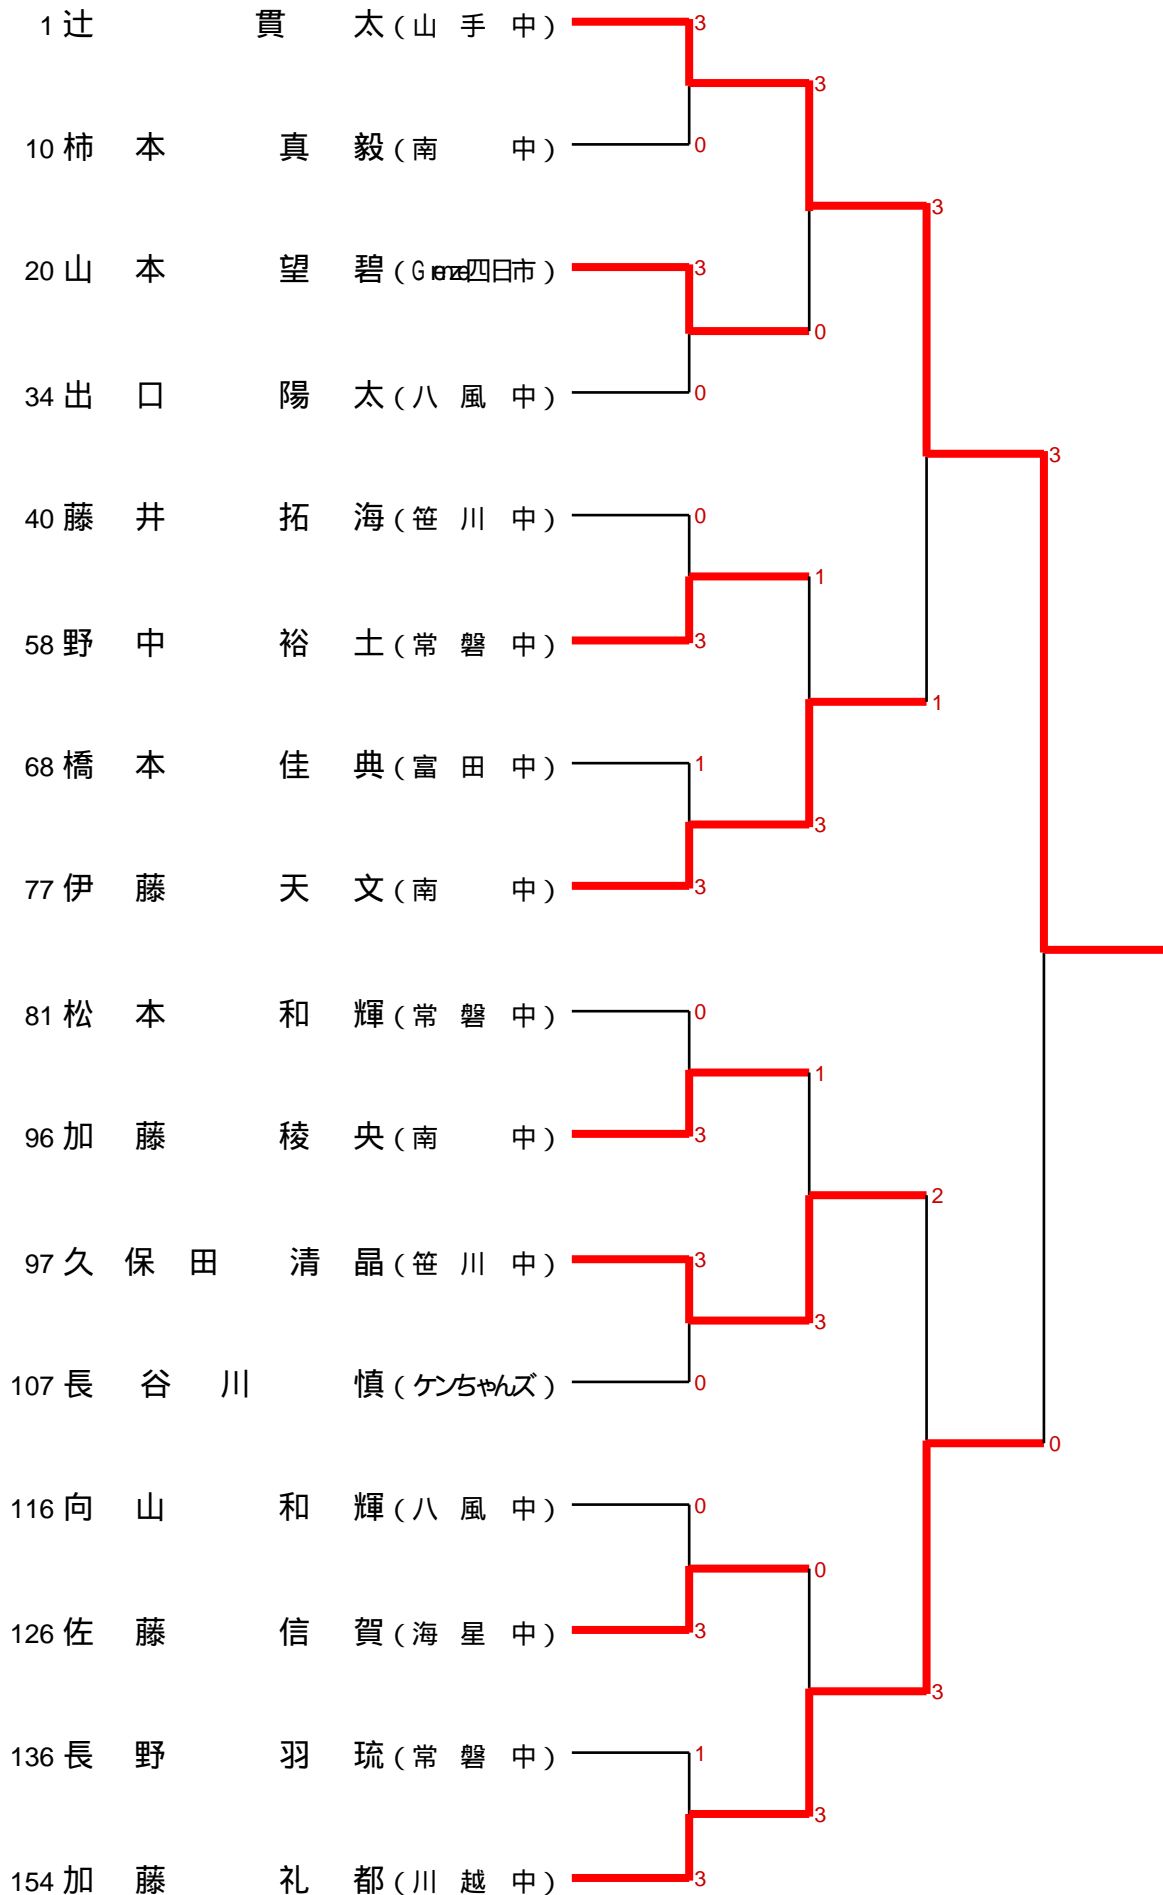 1 辻 貫 太 (山 手 中) 3
3
10 柿 本 真 毅 (南 中) 0
3
20 山 本 望 碧 (Grenze四日市) 3
0
34 出 口 陽 太 (八 風 中) 0
3
40 藤 井 拓 海 (笹 川 中) 0
1
58 野 中 裕 士 (常 磐 中) 3
1
68 橋 本 佳 典 (富 田 中) 1
3
77 伊 藤 天 文 (南 中) 3
81 松 本 和 輝 (常 磐 中) 0
1
96 加 藤 稜 央 (南 中) 3
2
97 久 保 田 清 晶 (笹 川 中) 3
3
107 長 谷 川 慎 (ケンちゃんズ) 0
0
116 向 山 和 輝 (八 風 中) 0
0
126 佐 藤 信 賀 (海 星 中) 3
3
136 長 野 羽 琉 (常 磐 中) 1
3
154 加 藤 礼 都 (川 越 中) 3